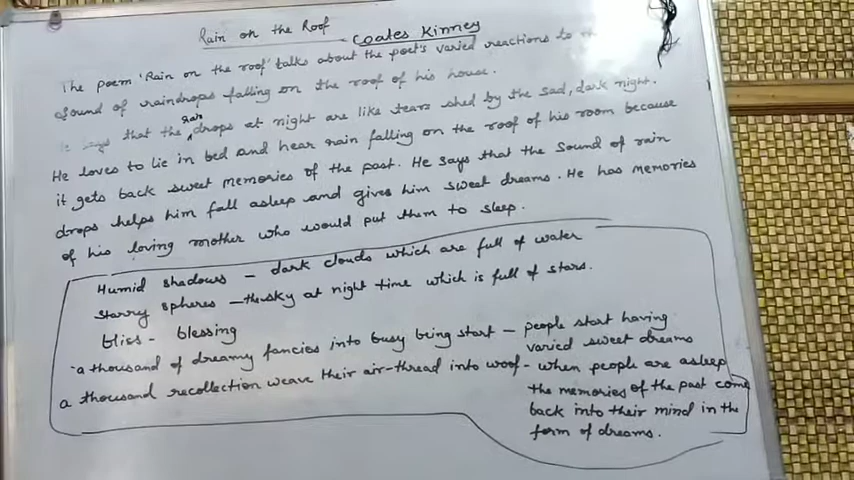 Rain on the Roof
Coates Kinney
The poem 'Rain on the roof' talks about the poet's varied reactions to
sound of raindrops falling on the roof of his house.
that the rain drops at night are like tears shed by the sad, dark night.
He loves to lie in bed and hear rain falling on the roof of his room because
it gets back sweet memories of the past. He says that the sound of rain
drops helps him fall asleep and gives him sweet dreams. He has memories
of his loving mother who would put them to sleep.
Humid shadows - dark clouds which are full of water
starry spheres - the sky at night time which is full of stars.
bliss - blessing
a thousand of dreamy fancies into busy being start - people start having
varied sweet dreams
a thousand recollection weave their air-thread into woof - when people are asleep
the memories of the past come
back into their mind in the
form of dreams.